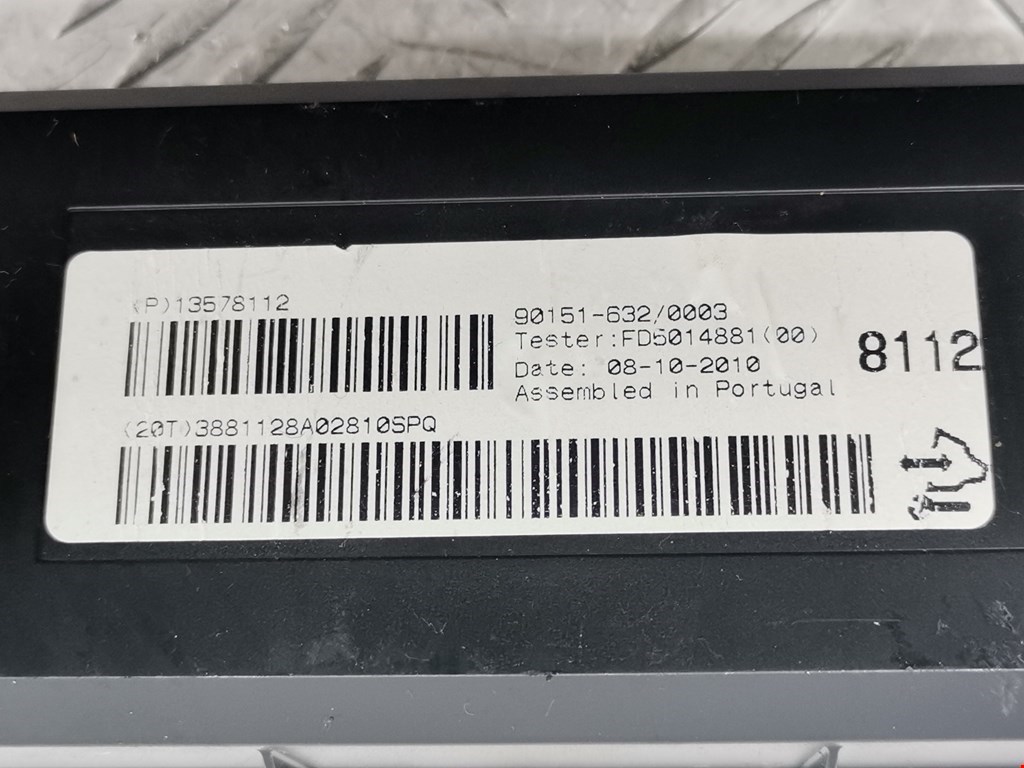 (P)13578112
90151-632/0003
Tester:FD5014881(00)
Date: 08-10-2010
Assembled in Portugal
8112
(20T)3881128A02810SPQ